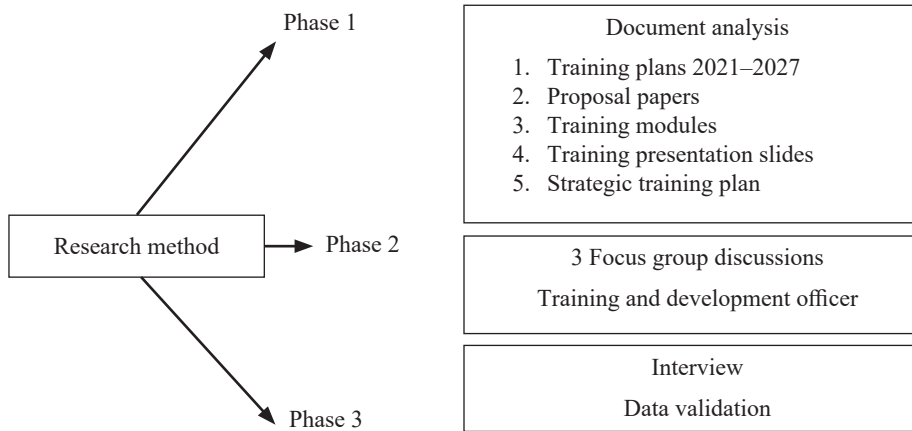 Phase 1
Document analysis
1. Training plans 2021–2027
2. Proposal papers
3. Training modules
4. Training presentation slides
5. Strategic training plan
Research method
Phase 2
3 Focus group discussions
Training and development officer
Phase 3
Interview
Data validation